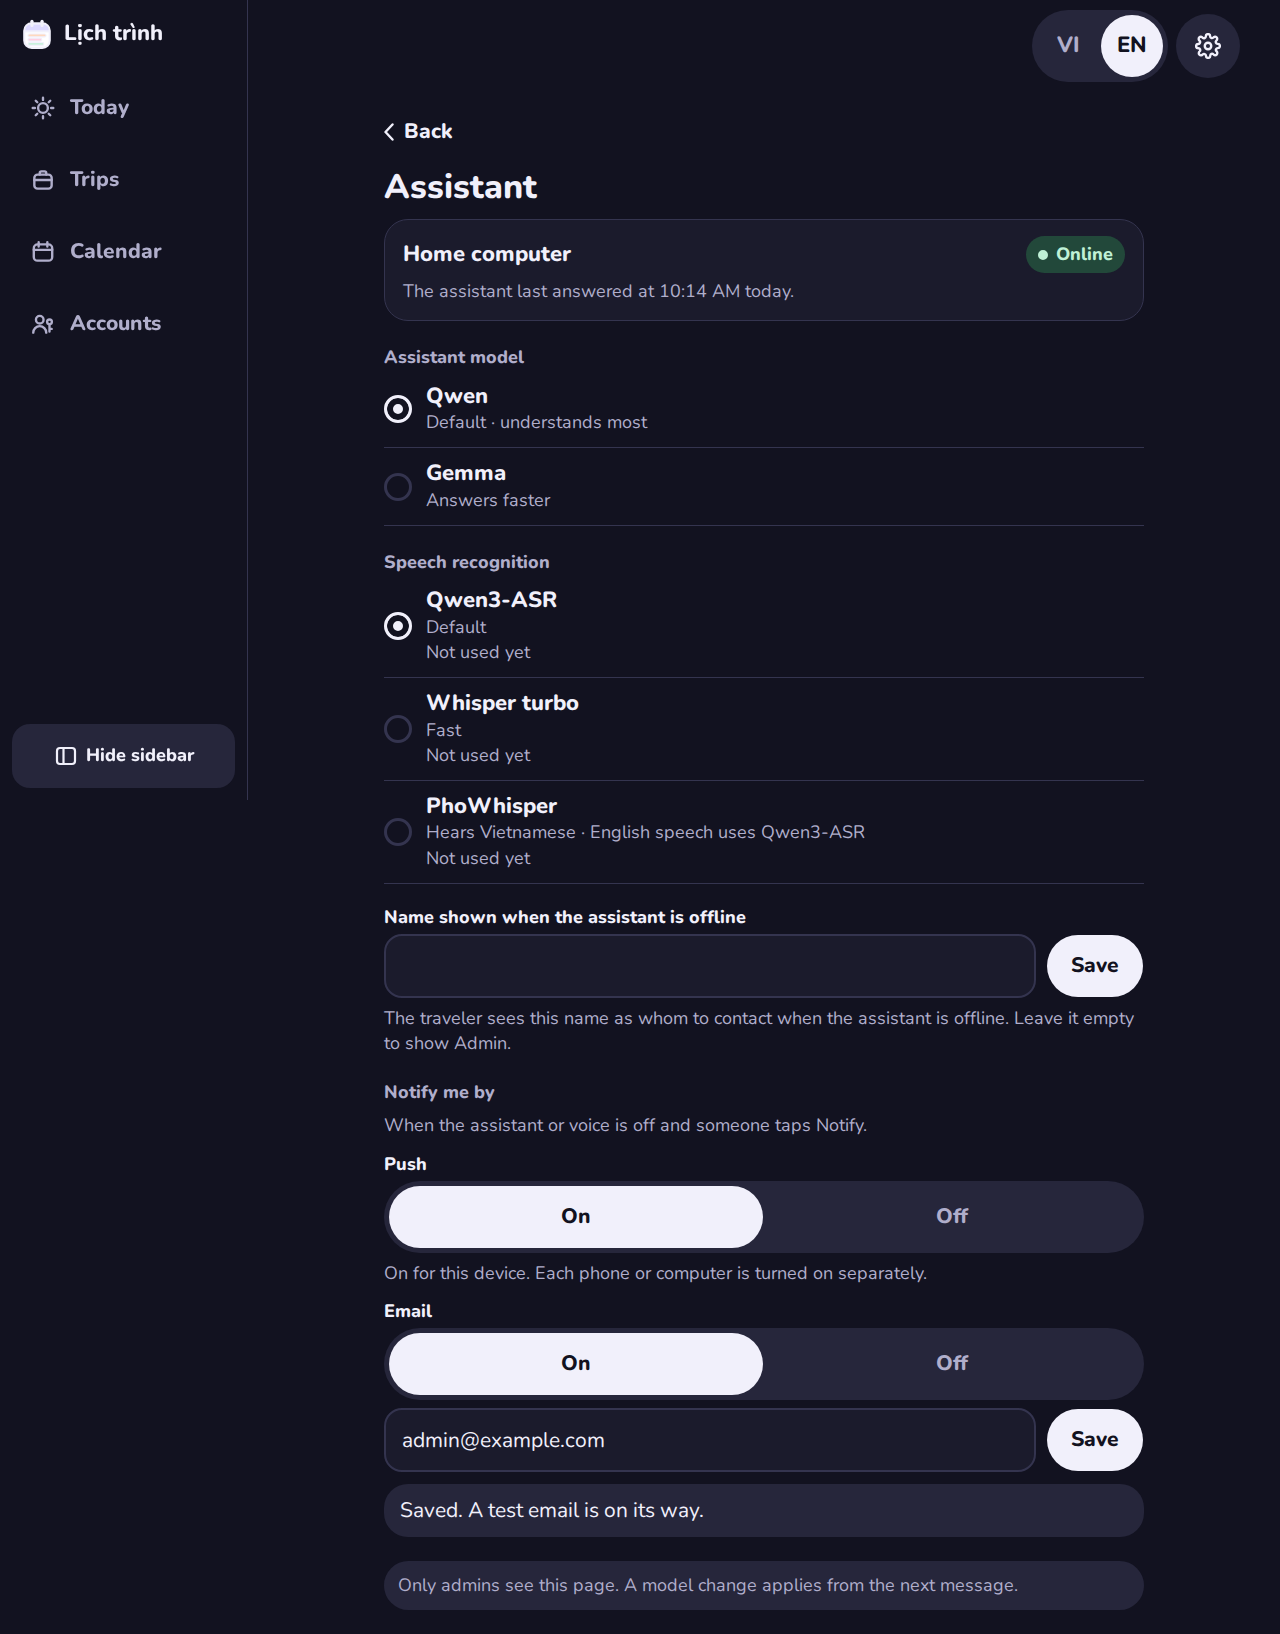 Lịch trình
VI
EN
Today
Trips
Calendar
Accounts
Hide sidebar
Back
Assistant
Home computer
Online
The assistant last answered at 10:14 AM today.
Assistant model
Qwen
Default · understands most
Gemma
Answers faster
Speech recognition
Qwen3-ASR
Default
Not used yet
Whisper turbo
Fast
Not used yet
PhoWhisper
Hears Vietnamese · English speech uses Qwen3-ASR
Not used yet
Name shown when the assistant is offline
Save
The traveler sees this name as whom to contact when the assistant is offline. Leave it empty
to show Admin.
Notify me by
When the assistant or voice is off and someone taps Notify.
Push
On
Off
On for this device. Each phone or computer is turned on separately.
Email
On
Off
admin@example.com
Save
Saved. A test email is on its way.
Only admins see this page. A model change applies from the next message.